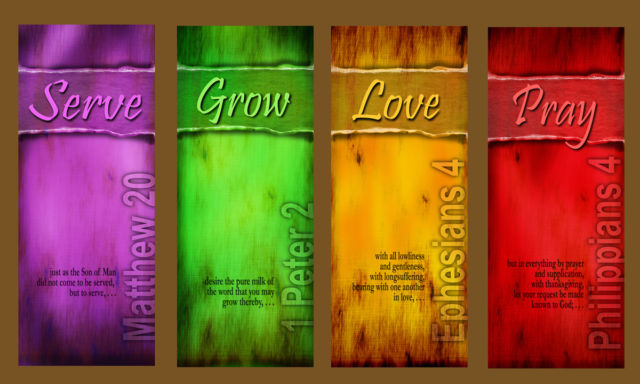 Serve
Matthew 20
just as the Son of Man
did not come to be served,
but to serve, . . .
Grow
1 Peter 2
desire the pure milk of
the word that you may
grow thereby, . . .
Love
Ephesians 4
with all lowliness
and gentleness,
with longsuffering,
bearing with one another
in love, . . .
Pray
Philippians 4
but in everything by prayer
and supplication,
with thanksgiving,
let your request be made
known to God; . . .